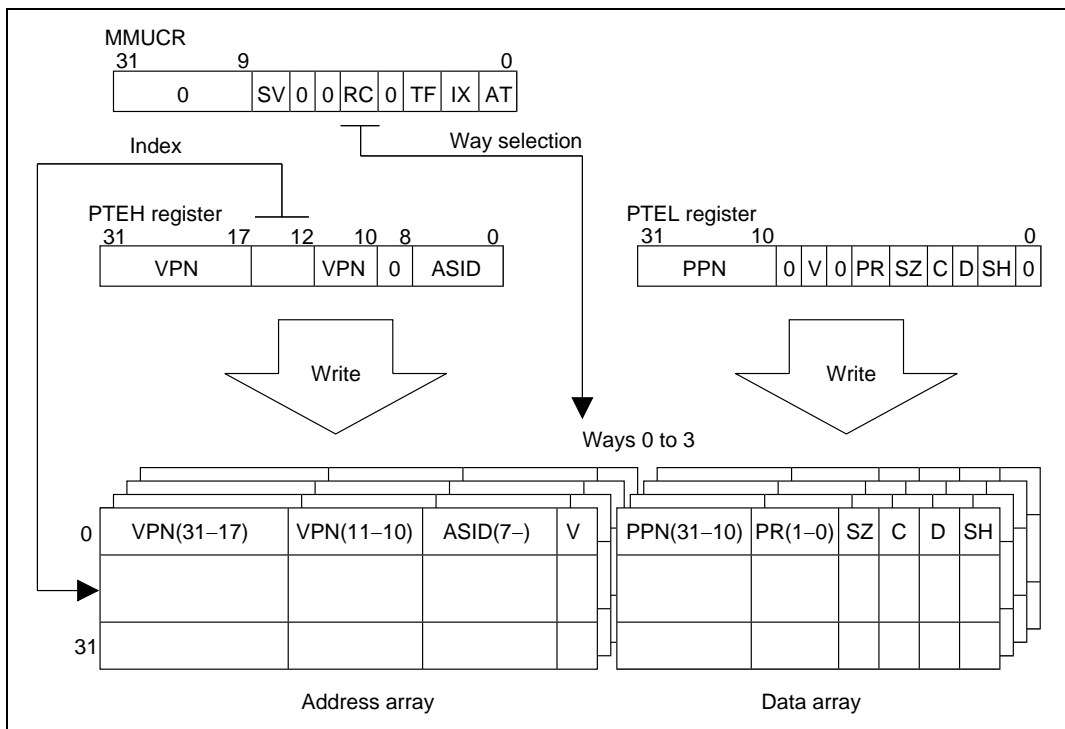 MMUCR
31 9 0
0 SV 0 0 RC 0 TF IX AT
Index
Way selection
PTEH register
31 17 12 10 8 0
VPN VPN 0 ASID
PTEL register
31 10 0
PPN 0 V 0 PR SZ C D SH 0
Write
Write
Ways 0 to 3
0 VPN(31−17) VPN(11−10) ASID(7−) V PPN(31−10) PR(1−0) SZ C D SH
31
Address array
Data array